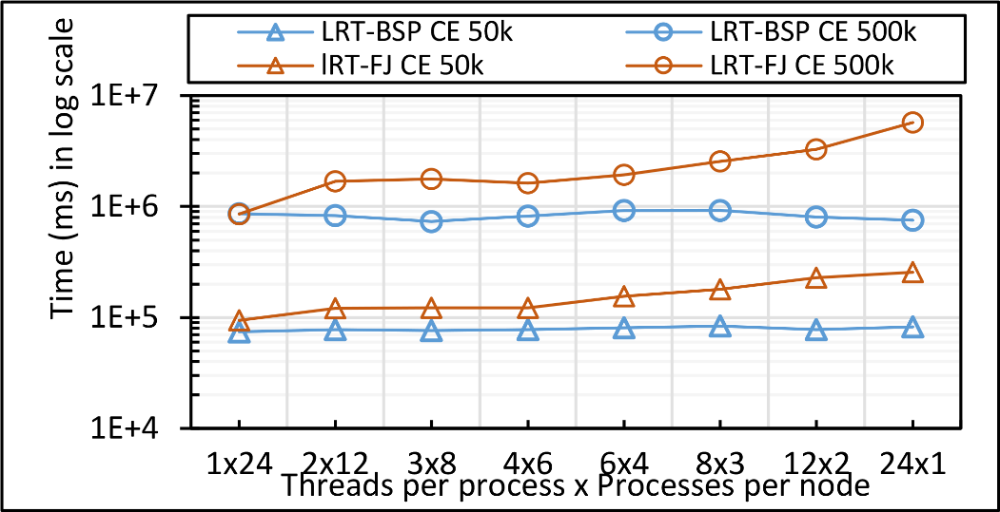 LRT-BSP CE 50k
LRT-BSP CE 500k
lRT-FJ CE 50k
LRT-FJ CE 500k
Time (ms) in log scale
1E+7
1E+6
1E+5
1E+4
1x24 2x12 3x8 4x6 6x4 8x3 12x2 24x1
Threads per process x Processes per node